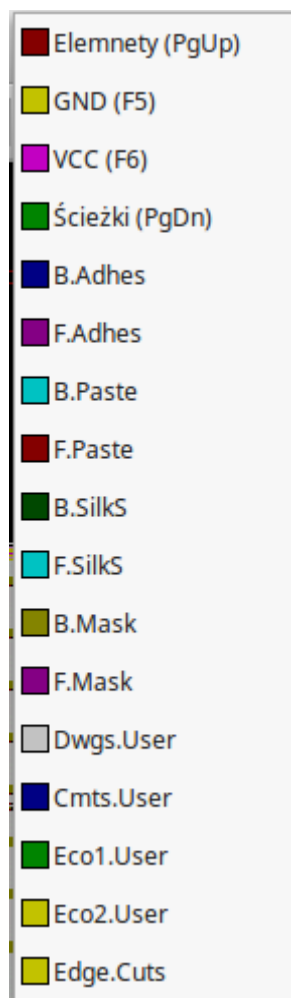 Elemnety (PgUp)
GND (F5)
VCC (F6)
Ścieżki (PgDn)
B.Adhes
F.Adhes
B.Paste
F.Paste
B.SilkS
F.SilkS
B.Mask
F.Mask
Dwgs.User
Cmts.User
Eco1.User
Eco2.User
Edge.Cuts